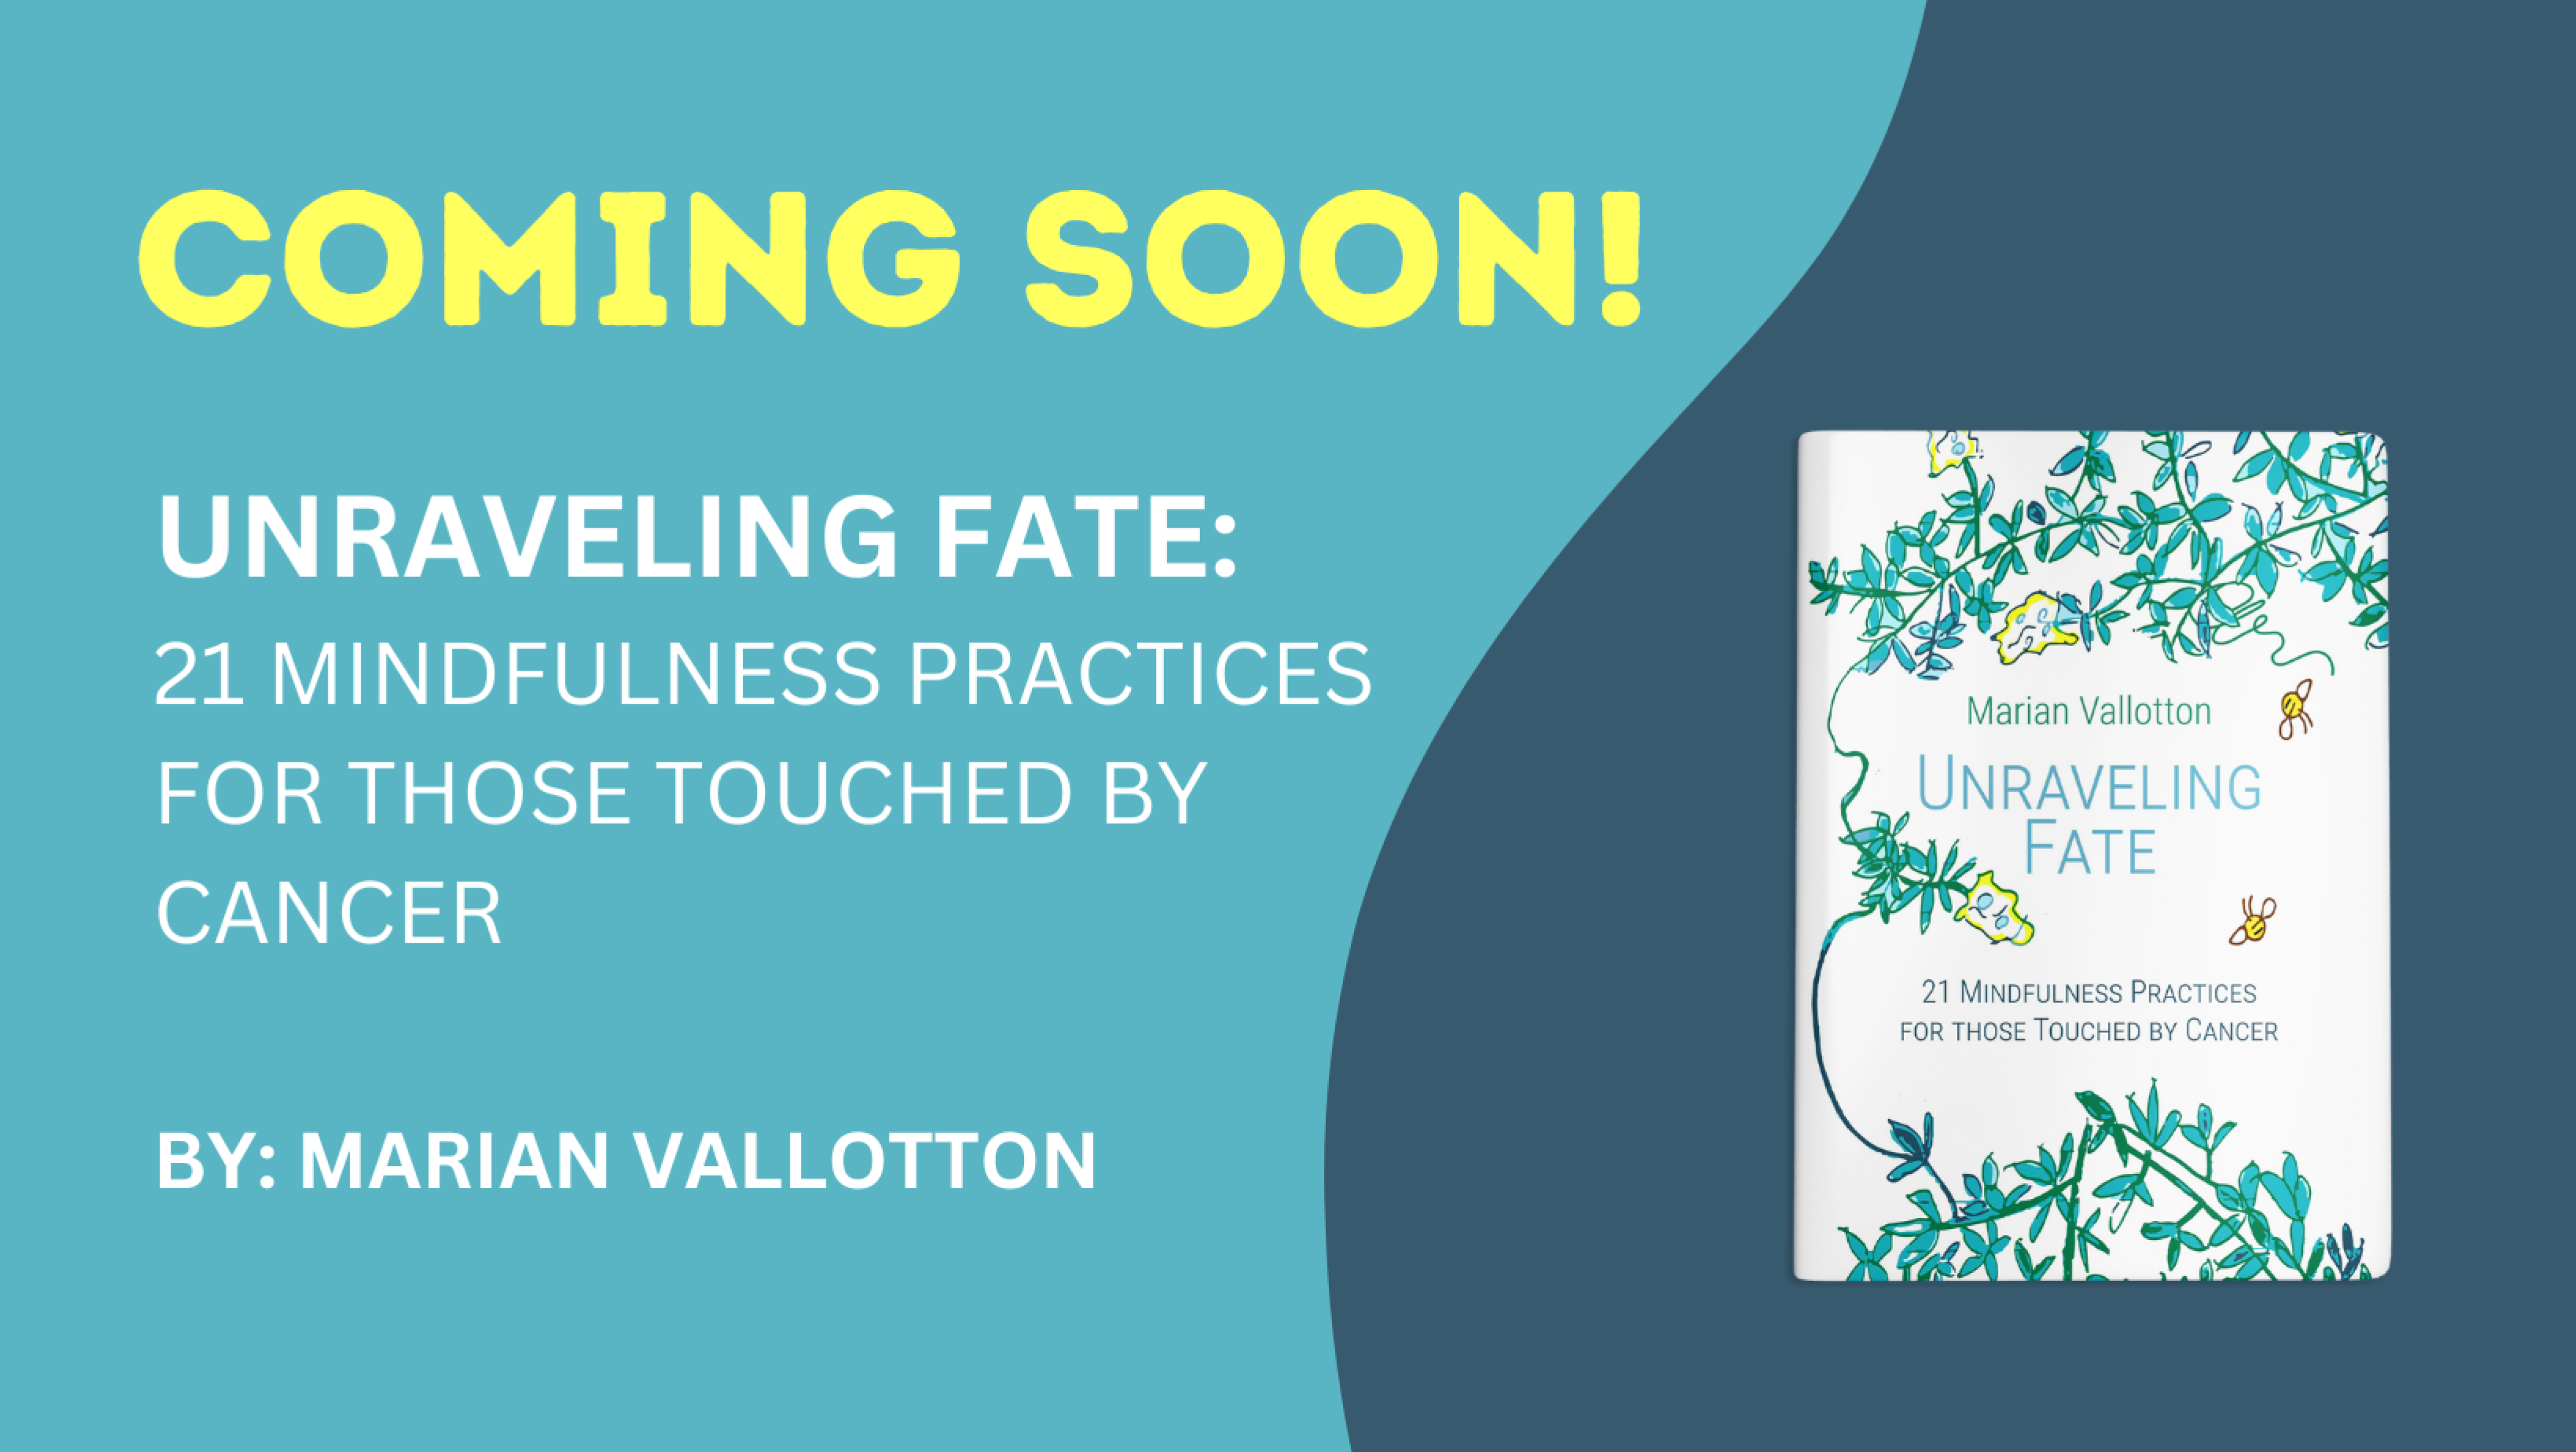 COMING SOON!
UNRAVELING FATE:
21 MINDFULNESS PRACTICES
FOR THOSE TOUCHED BY
CANCER
BY: MARIAN VALLOTTON
Marian Vallotton
UNRAVELING
FATE
21 MINDFULNESS PRACTICES
FOR THOSE TOUCHED BY CANCER